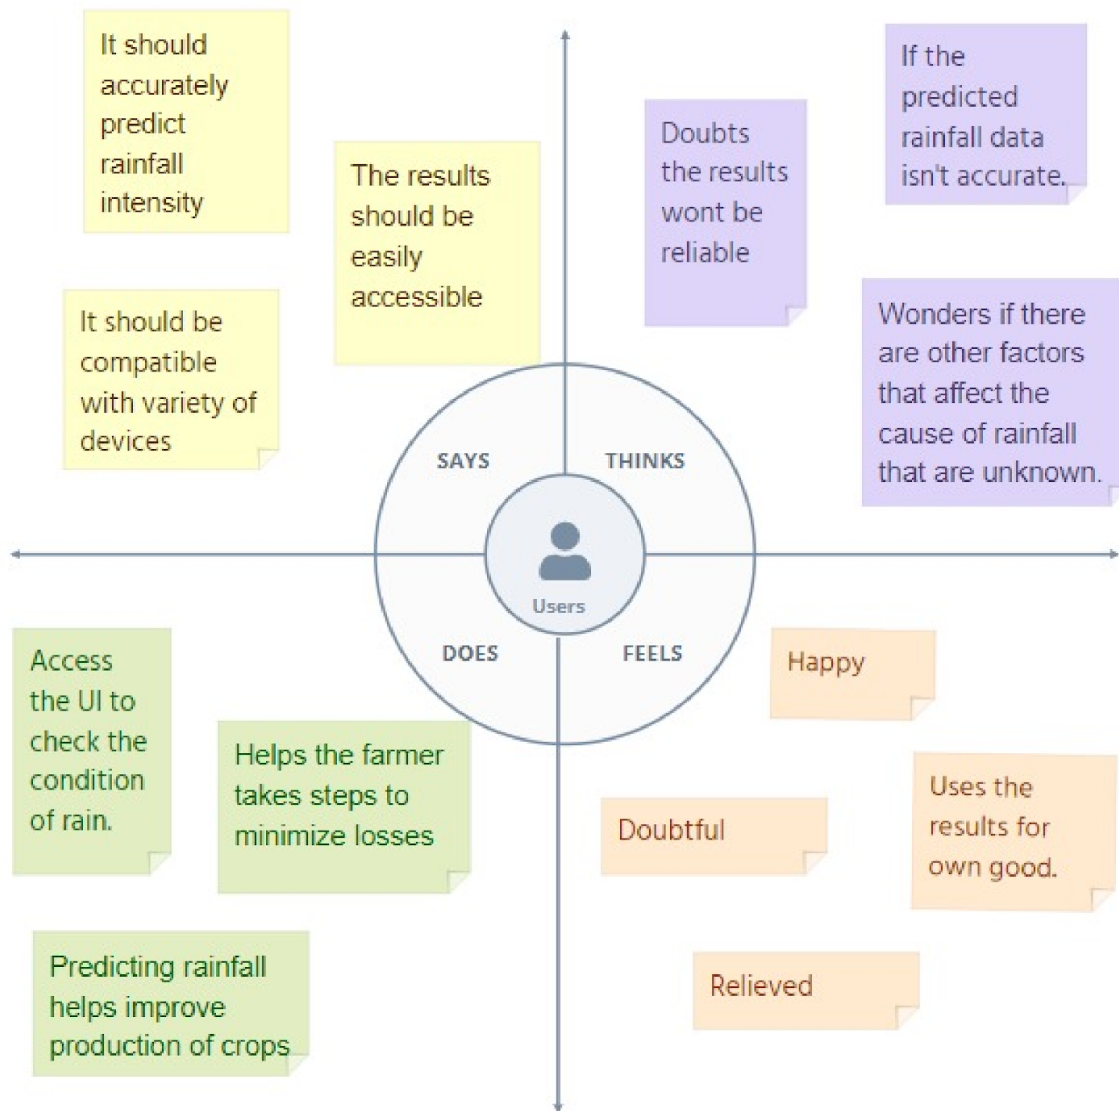 It should
accurately
predict
rainfall
intensity
The results
should be
easily
accessible
It should be
compatible
with variety of
devices
Doubts
the results
wont be
reliable
If the
predicted
rainfall data
isn't accurate.
Wonders if there
are other factors
that affect the
cause of rainfall
that are unknown.
SAYS
THINKS
Users
DOES
FEELS
Access
the UI to
check the
condition
of rain.
Helps the farmer
takes steps to
minimize losses
Predicting rainfall
helps improve
production of crops
Happy
Doubtful
Uses the
results for
own good.
Relieved